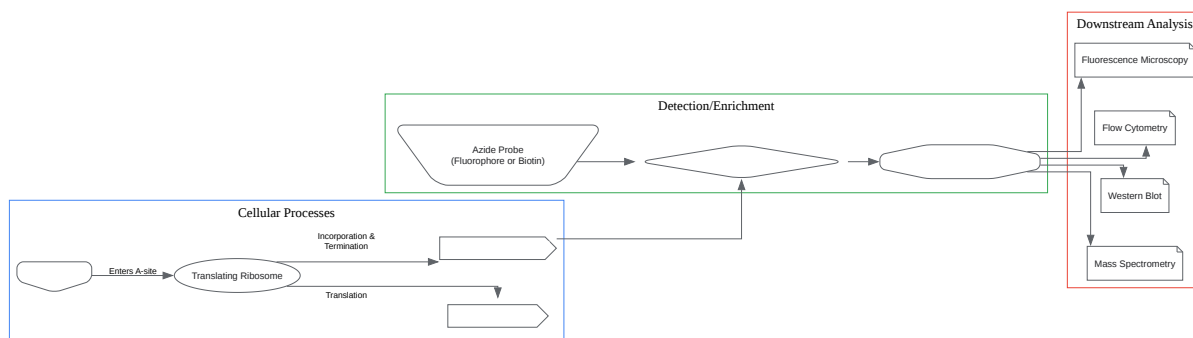 Downstream Analysis
Fluorescence Microscopy
Flow Cytometry
Western Blot
Mass Spectrometry
Detection/Enrichment
Azide Probe
(Fluorophore or Biotin)
Cellular Processes
Incorporation &
Termination
Enters A-site
Translating Ribosome
Translation